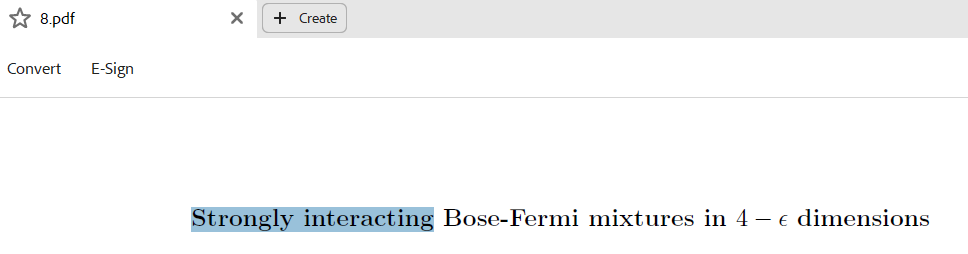 8.pdf
Create
Convert E-Sign
Strongly interacting Bose-Fermi mixtures in 4 − ϵ dimensions